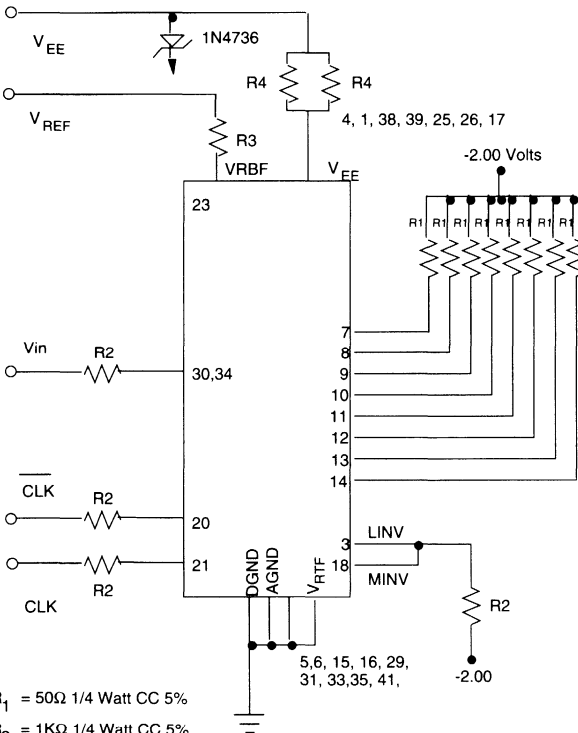 V_EE
1N4736
R4
R4
V_REF
4, 1, 38, 39, 25, 26, 17
R3
VRBF
V_EE
-2.00 Volts
23
R1 R1 R1 R1 R1 R1 R1 R1
7
8
9
10
11
12
13
14
Vin
R2
30,34
CLK
R2
20
R2
21
CLK
DGND
AGND
V_RTF
3
LINV
18
MINV
R2
-2.00
5,6, 15, 16, 29,
31, 33,35, 41,
1 = 50Ω 1/4 Watt CC 5%
= 1KΩ 1/4 Watt CC 5%